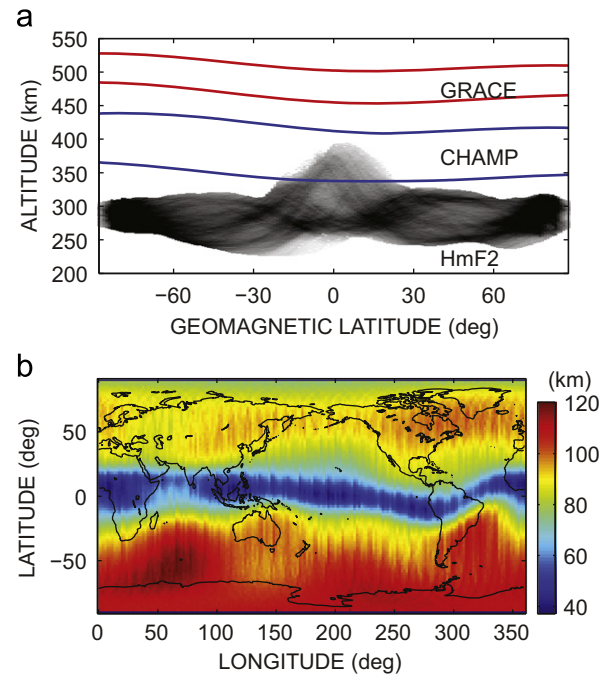 a
550
500
450
400
350
300
250
200
ALTITUDE (km)
GRACE
CHAMP
HmF2
−60 −30 0 30 60
GEOMAGNETIC LATITUDE (deg)
b
(km)
120
100
80
60
40
50
0
−50
LATITUDE (deg)
0 50 100 150 200 250 300 350
LONGITUDE (deg)